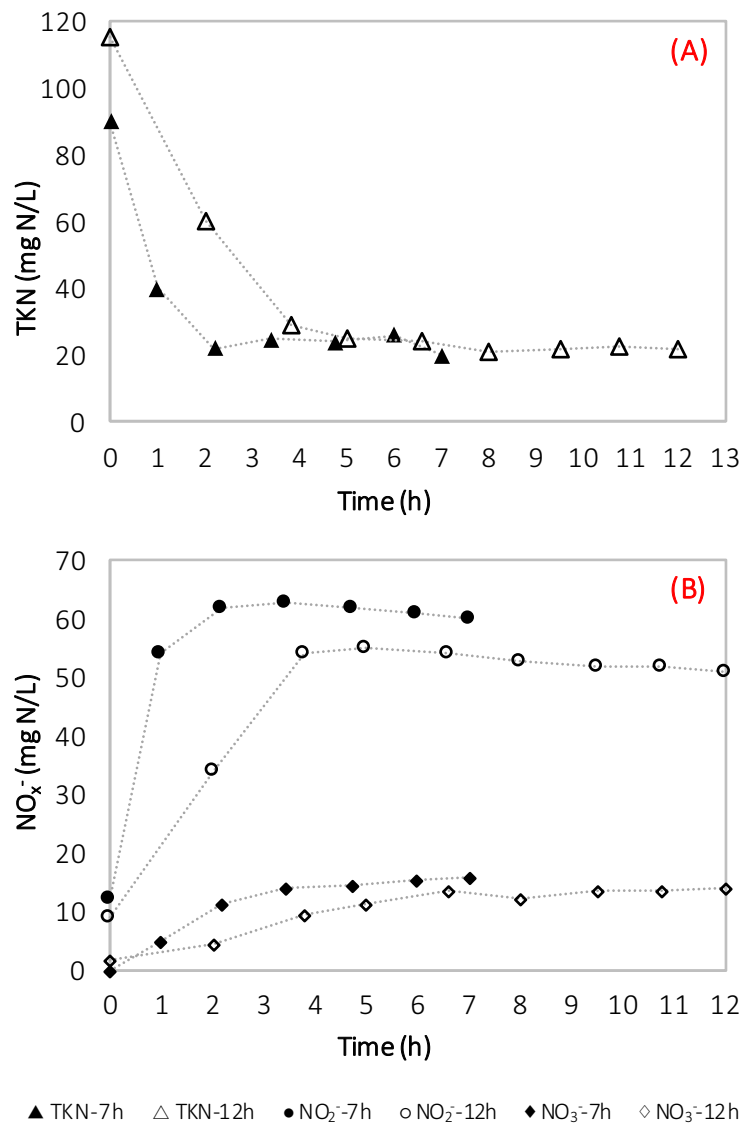 120
100
80
60
40
20
0
TKN (mg N/L)
(A)
0 1 2 3 4 5 6 7 8 9 10 11 12 13
Time (h)
70
60
50
40
30
20
10
0
NOₓ⁻ (mg N/L)
(B)
0 1 2 3 4 5 6 7 8 9 10 11 12
Time (h)
TKN-7h TKN-12h NO₂⁻-7h NO₂⁻-12h NO₃⁻-7h NO₃⁻-12h